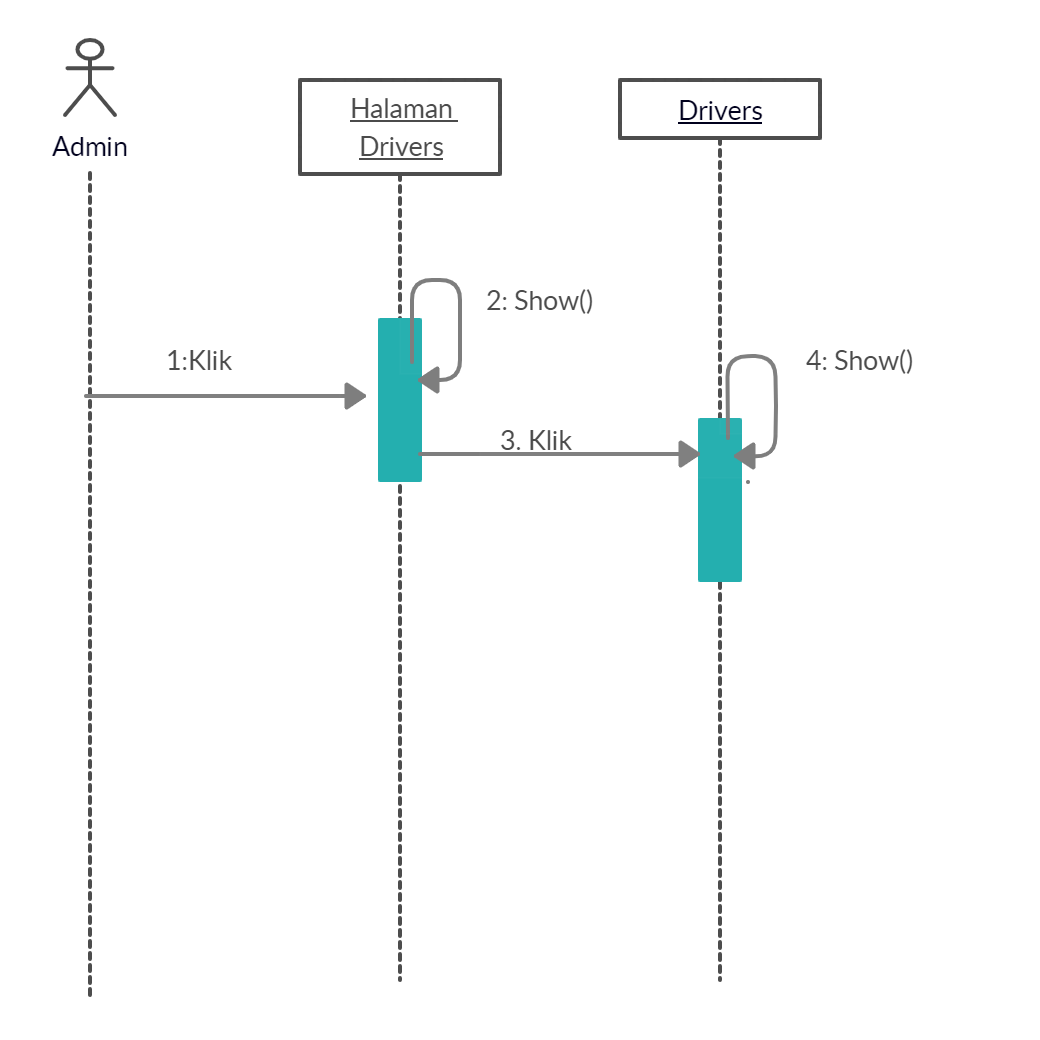 Admin
Halaman
Drivers
Drivers
2: Show()
1:Klik
4: Show()
3. Klik